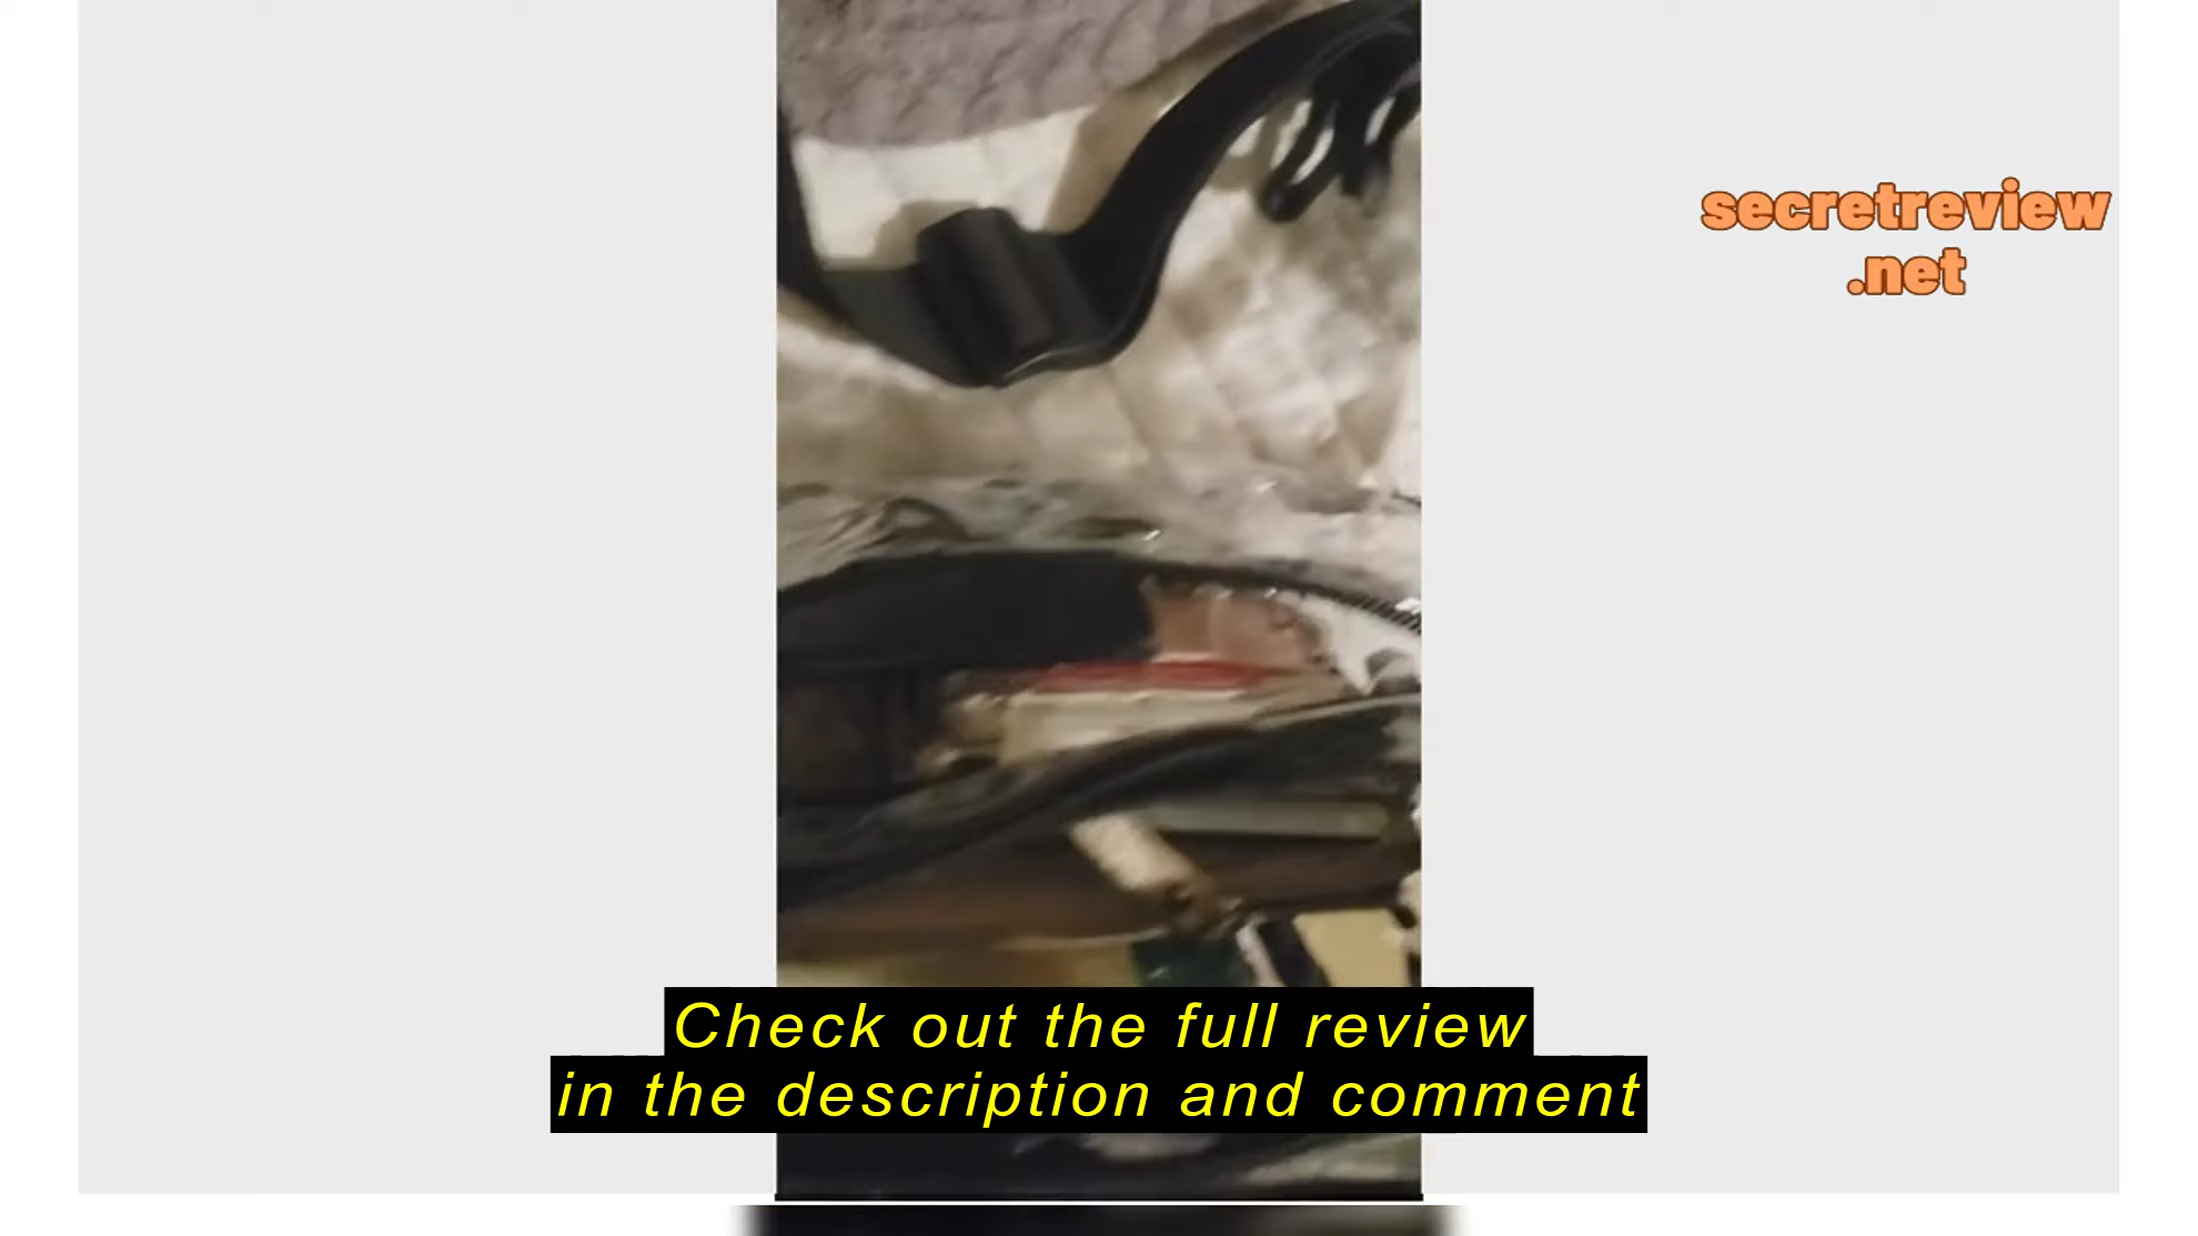 secretreview
.net
Check out the full review
in the description and comment